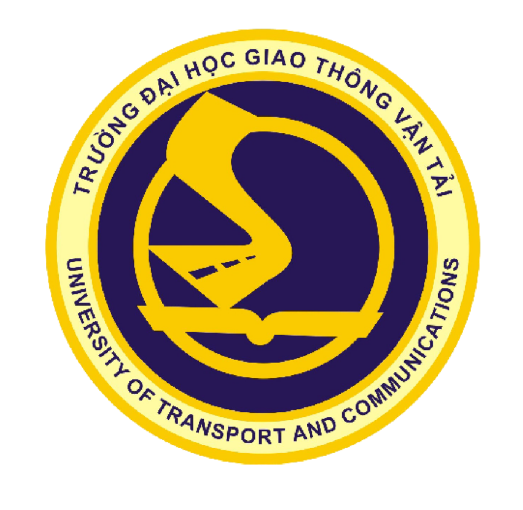 TRƯỜNG ĐẠI HỌC GIAO THÔNG VẬN TẢI
UNIVERSITY OF TRANSPORT AND COMMUNICATIONS